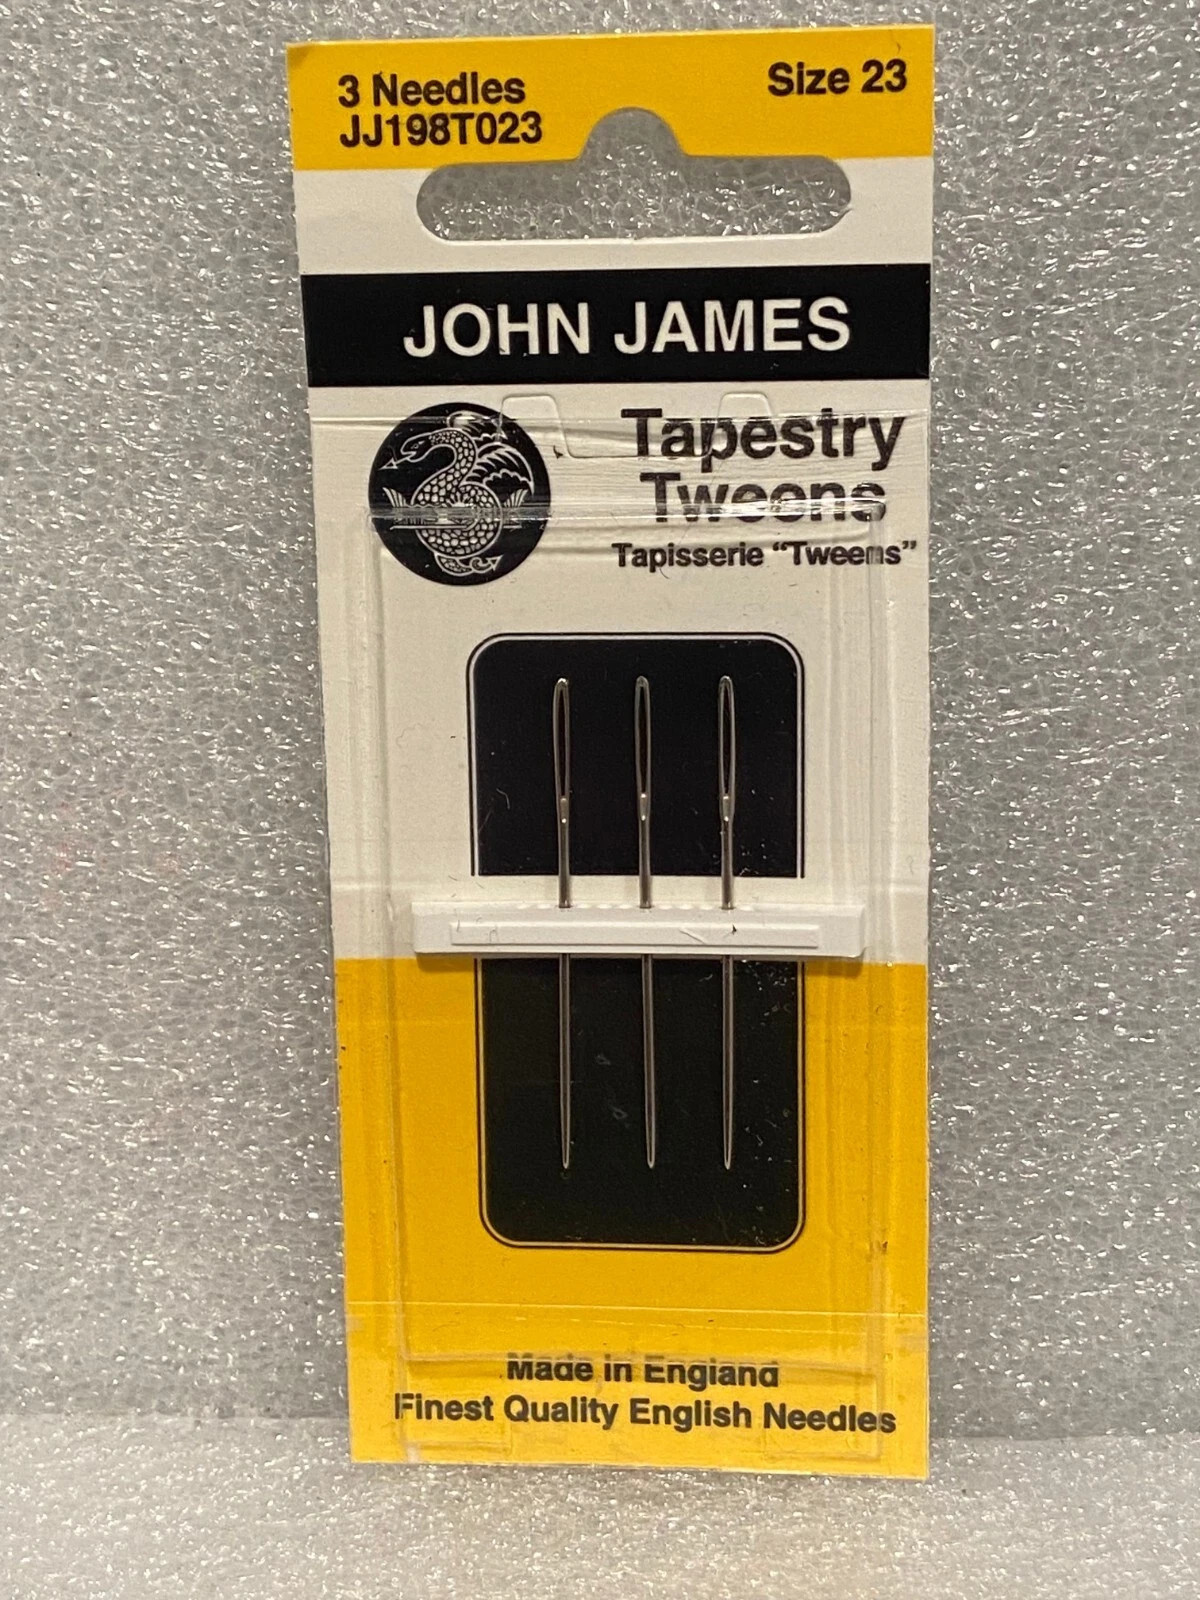 3 Needles
JJ198T023
Size 23
JOHN JAMES
Tapestry
Tweens
Tapisserie “Tweens”
Made in England
Finest Quality English Needles